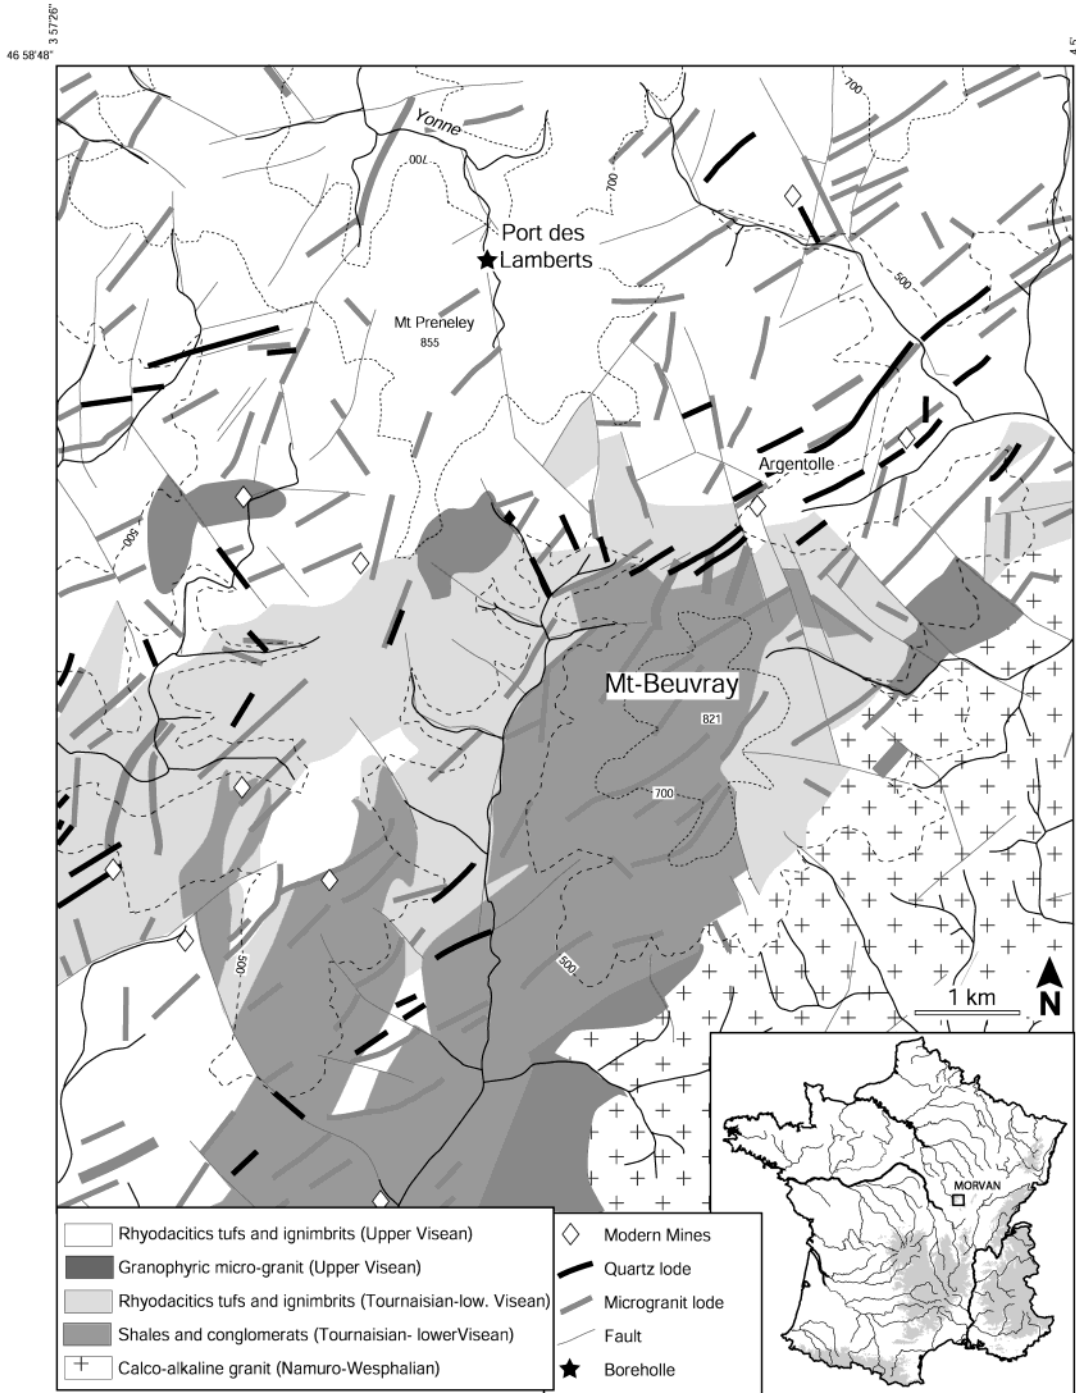 3 57'26"
46 58'48"
4 5'
700
Yonne
700
700
Port des
Lamberts
500
Mt Preneley
855
Argentolle
500
Mt-Beuvray
821
700
500
500
1 km
N
MORVAN
Rhyodacitics tufs and ignimbrits (Upper Visean)
Granophyric micro-granit (Upper Visean)
Rhyodacitics tufs and ignimbrits (Tournaisian-low. Visean)
Shales and conglomerats (Tournaisian- lowerVisean)
Calco-alkaline granit (Namuro-Wesphalian)
Modern Mines
Quartz lode
Microgranit lode
Fault
Boreholle